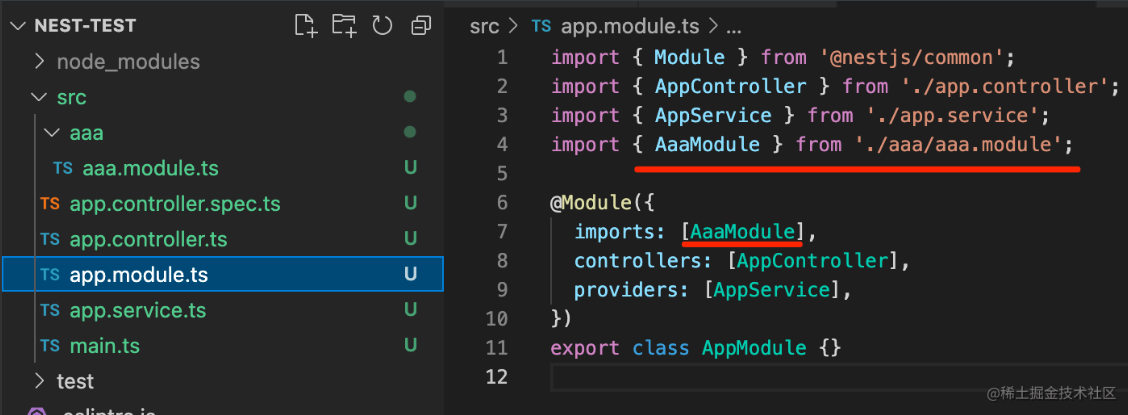 NEST-TEST
node_modules
src
aaa
TS aaa.module.ts U
TS app.controller.spec.ts U
TS app.controller.ts U
TS app.module.ts U
TS app.service.ts U
TS main.ts U
test
.eslintrc.js
src > TS app.module.ts > ...
1 import { Module } from '@nestjs/common';
2 import { AppController } from './app.controller';
3 import { AppService } from './app.service';
4 import { AaaModule } from './aaa/aaa.module';
5
6 @Module({
7 imports: [AaaModule],
8 controllers: [AppController],
9 providers: [AppService],
10 })
11 export class AppModule {}
12
@稀土掘金技术社区